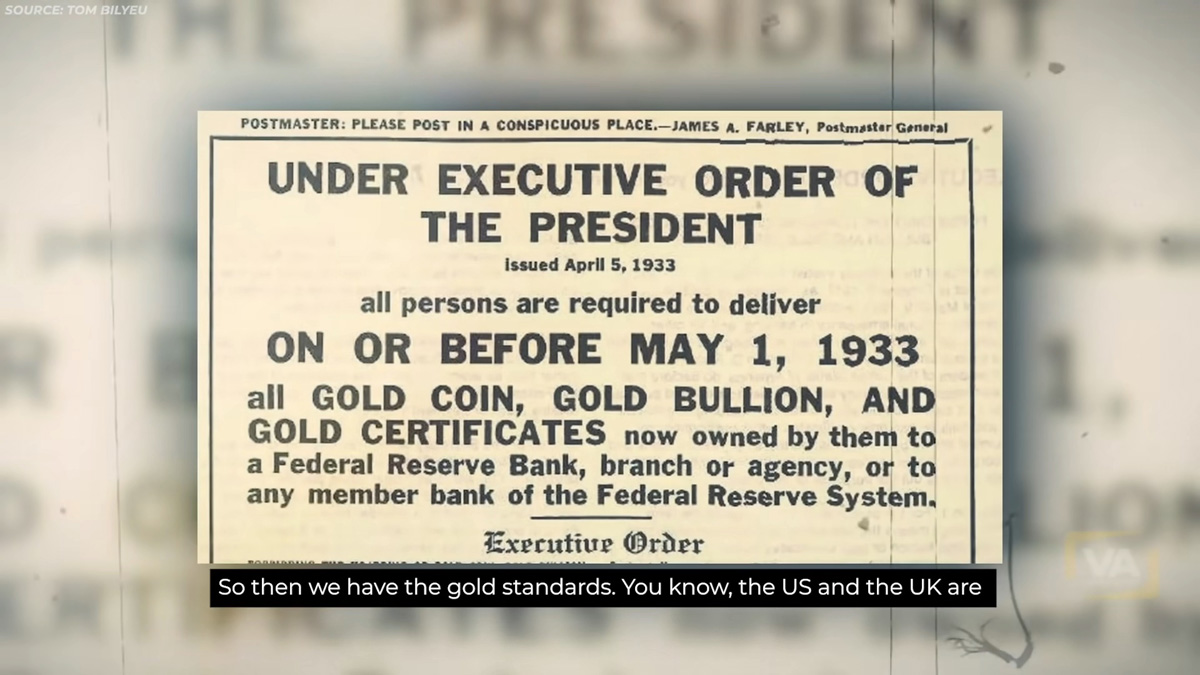 SOURCE: TOM BILYEU
THE PRESIDENT
POSTMASTER: PLEASE POST IN A CONSPICUOUS PLACE.—JAMES A. FARLEY, Postmaster General
UNDER EXECUTIVE ORDER OF
THE PRESIDENT
issued April 5, 1933
all persons are required to deliver
ON OR BEFORE MAY 1, 1933
all GOLD COIN, GOLD BULLION, AND
GOLD CERTIFICATES now owned by them to
a Federal Reserve Bank, branch or agency, or to
any member bank of the Federal Reserve System.
Executive Order
So then we have the gold standards. You know, the US and the UK are
VA